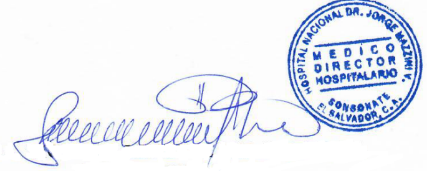 HOSPITAL NACIONAL DR. JORGE MAZZINI V.
MEDICO
DIRECTOR
HOSPITALARIO
SONSONATE
EL SALVADOR, C.A.